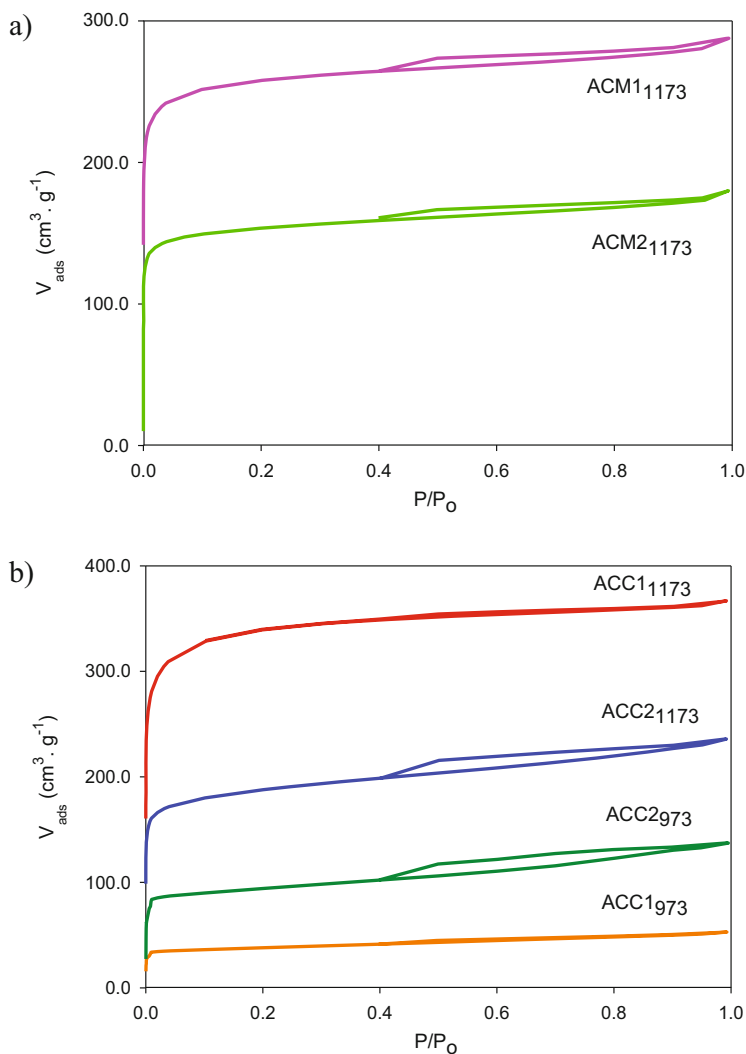 a)
300.0
ACM1₁₁₇₃
200.0
V_ads (cm³. g⁻¹)
ACM2₁₁₇₃
100.0
0.0
0.0 0.2 0.4 0.6 0.8 1.0
P/P₀
b)
400.0
ACC1₁₁₇₃
300.0
ACC2₁₁₇₃
V_ads (cm³. g⁻¹)
200.0
ACC2₉₇₃
100.0
ACC1₉₇₃
0.0
0.0 0.2 0.4 0.6 0.8 1.0
P/P₀